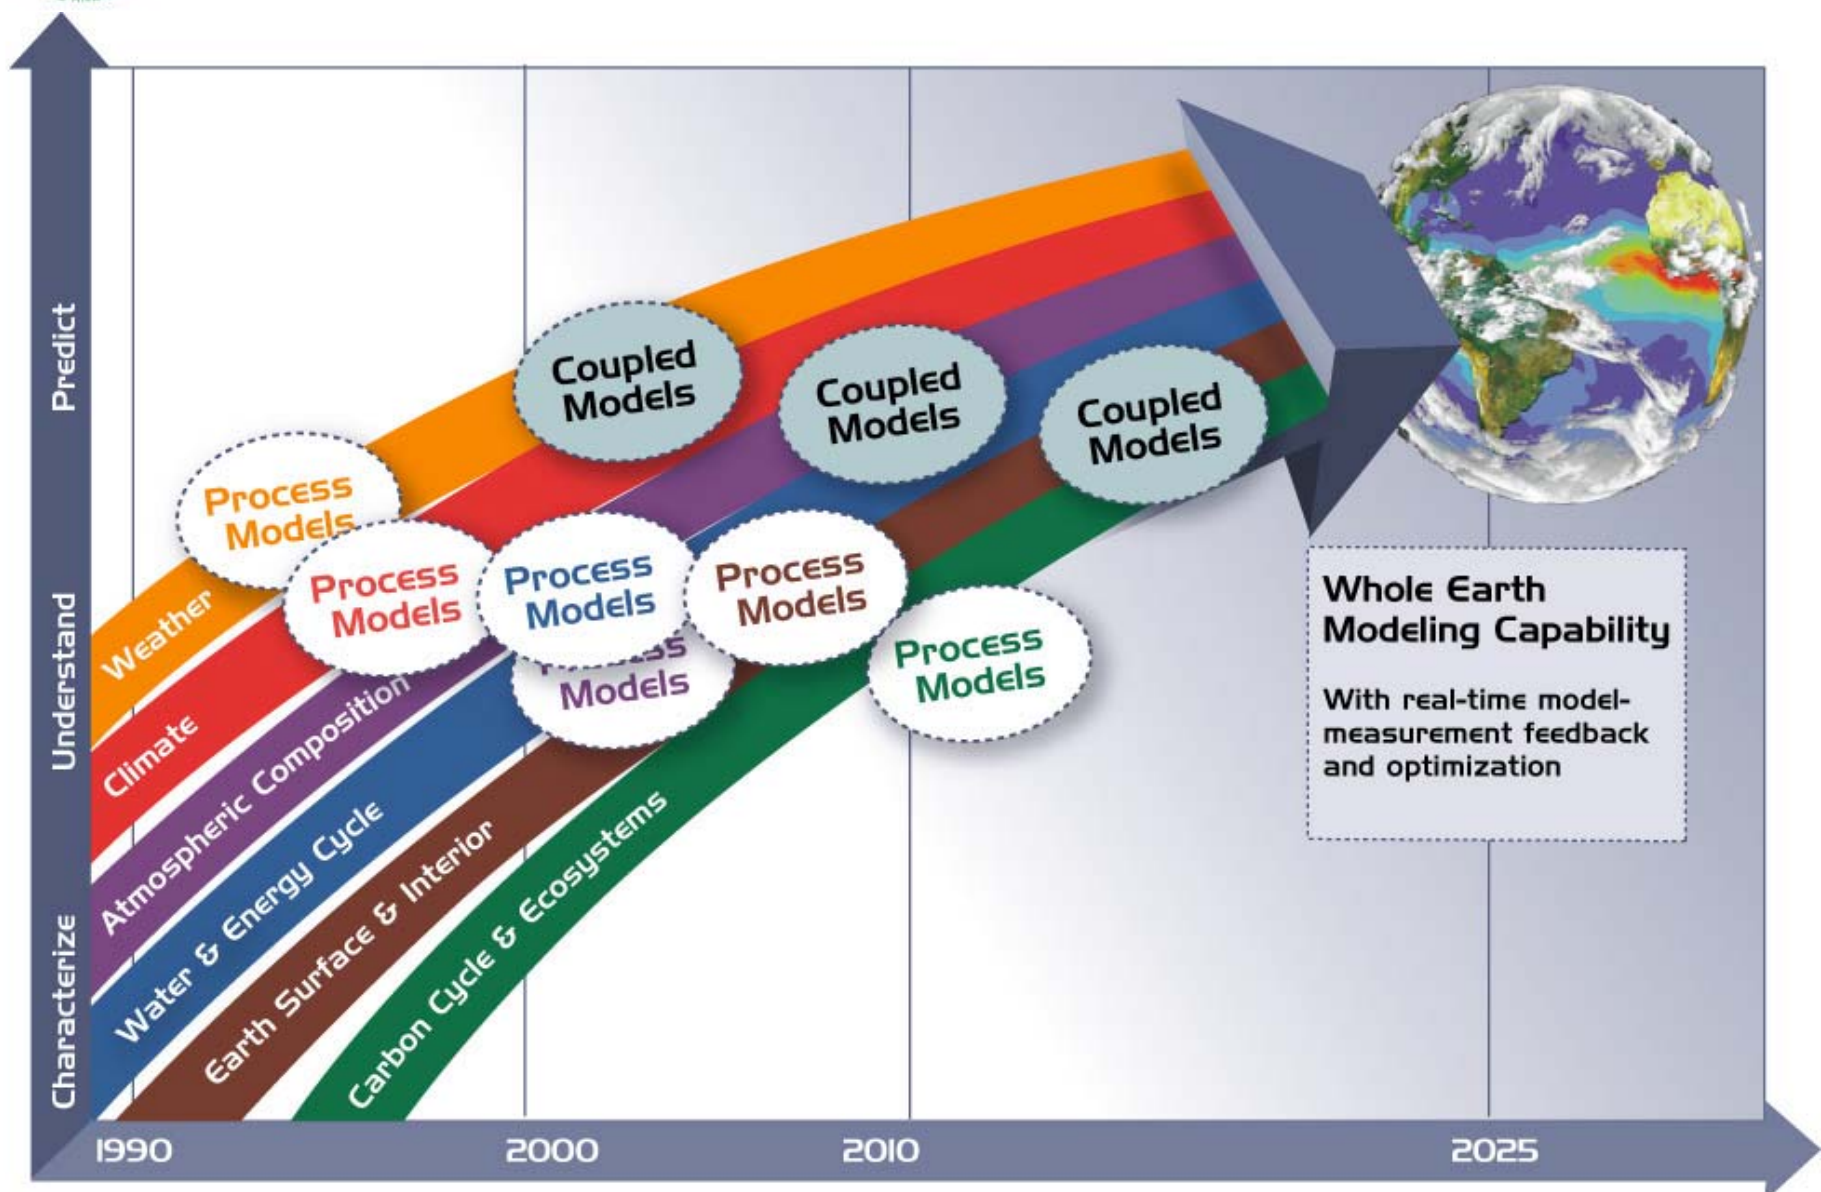 Predict
Understand
Characterize
Coupled
Models
Coupled
Models
Coupled
Models
Process
Models
Process
Models
Process
Models
Process
Models
Models
Process
Models
Weather
Climate
Atmospheric Composition
Water & Energy Cycle
Earth Surface & Interior
Carbon Cycle & Ecosystems
Whole Earth
Modeling Capability
With real-time model-
measurement feedback
and optimization
1990
2000
2010
2025